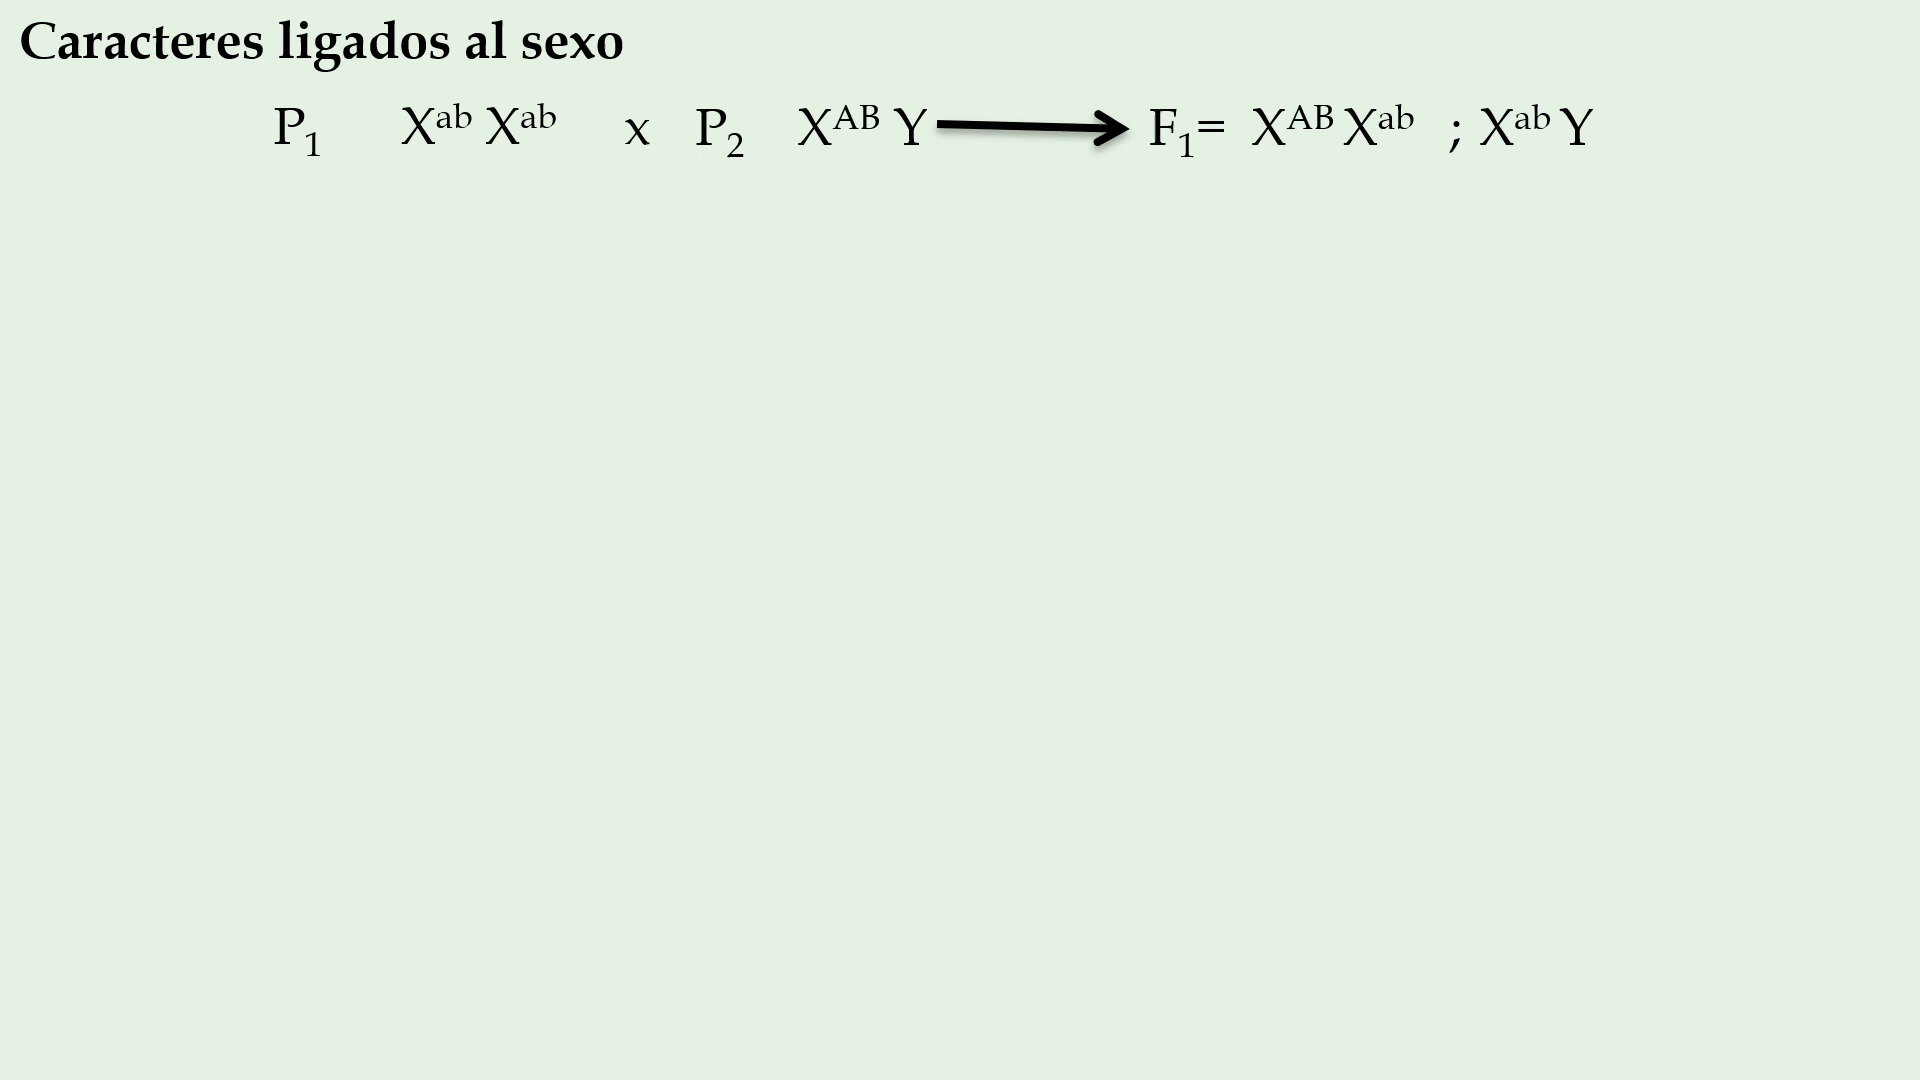 Caracteres ligados al sexo
P₁ Xᵃᵇ Xᵃᵇ x P₂ Xᴬᴮ Y F₁= Xᴬᴮ Xᵃᵇ ; Xᵃᵇ Y